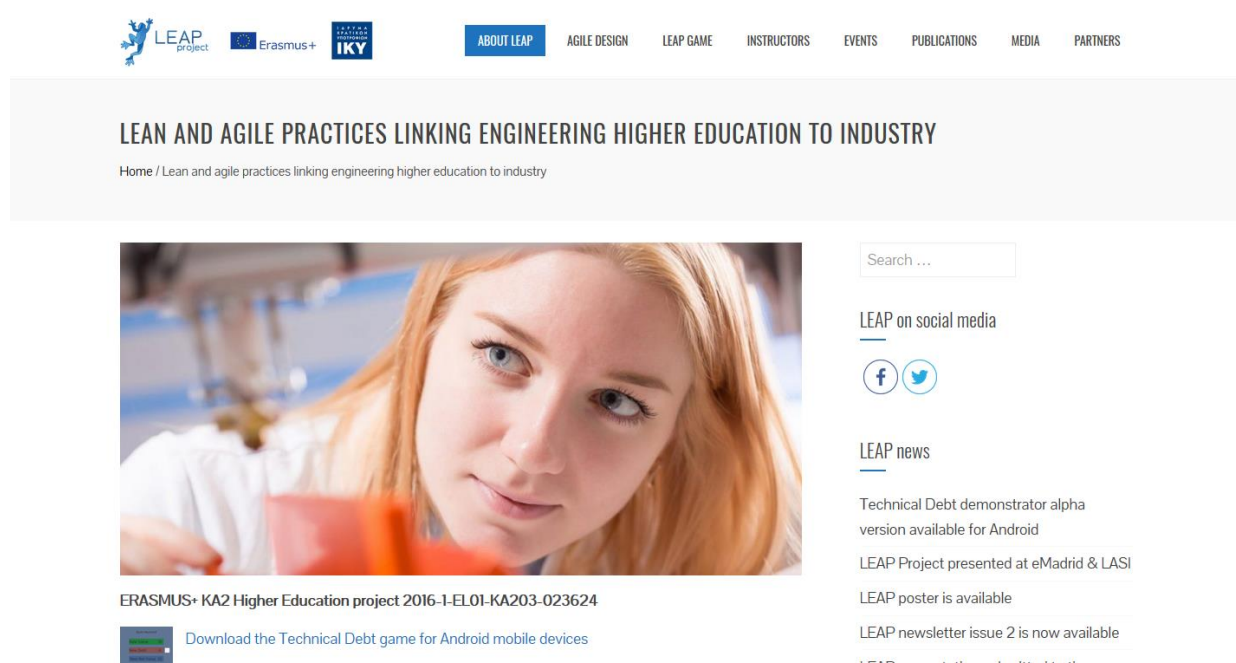 LEAP
project
Erasmus+
ΙΚΥ
ABOUT LEAP
AGILE DESIGN
LEAP GAME
INSTRUCTORS
EVENTS
PUBLICATIONS
MEDIA
PARTNERS
LEAN AND AGILE PRACTICES LINKING ENGINEERING HIGHER EDUCATION TO INDUSTRY
Home / Lean and agile practices linking engineering higher education to industry
Search ...
LEAP on social media
LEAP news
Technical Debt demonstrator alpha
version available for Android
LEAP Project presented at eMadrid & LASI
LEAP poster is available
LEAP newsletter issue 2 is now available
ERASMUS+ KA2 Higher Education project 2016-1-EL01-KA203-023624
Download the Technical Debt game for Android mobile devices